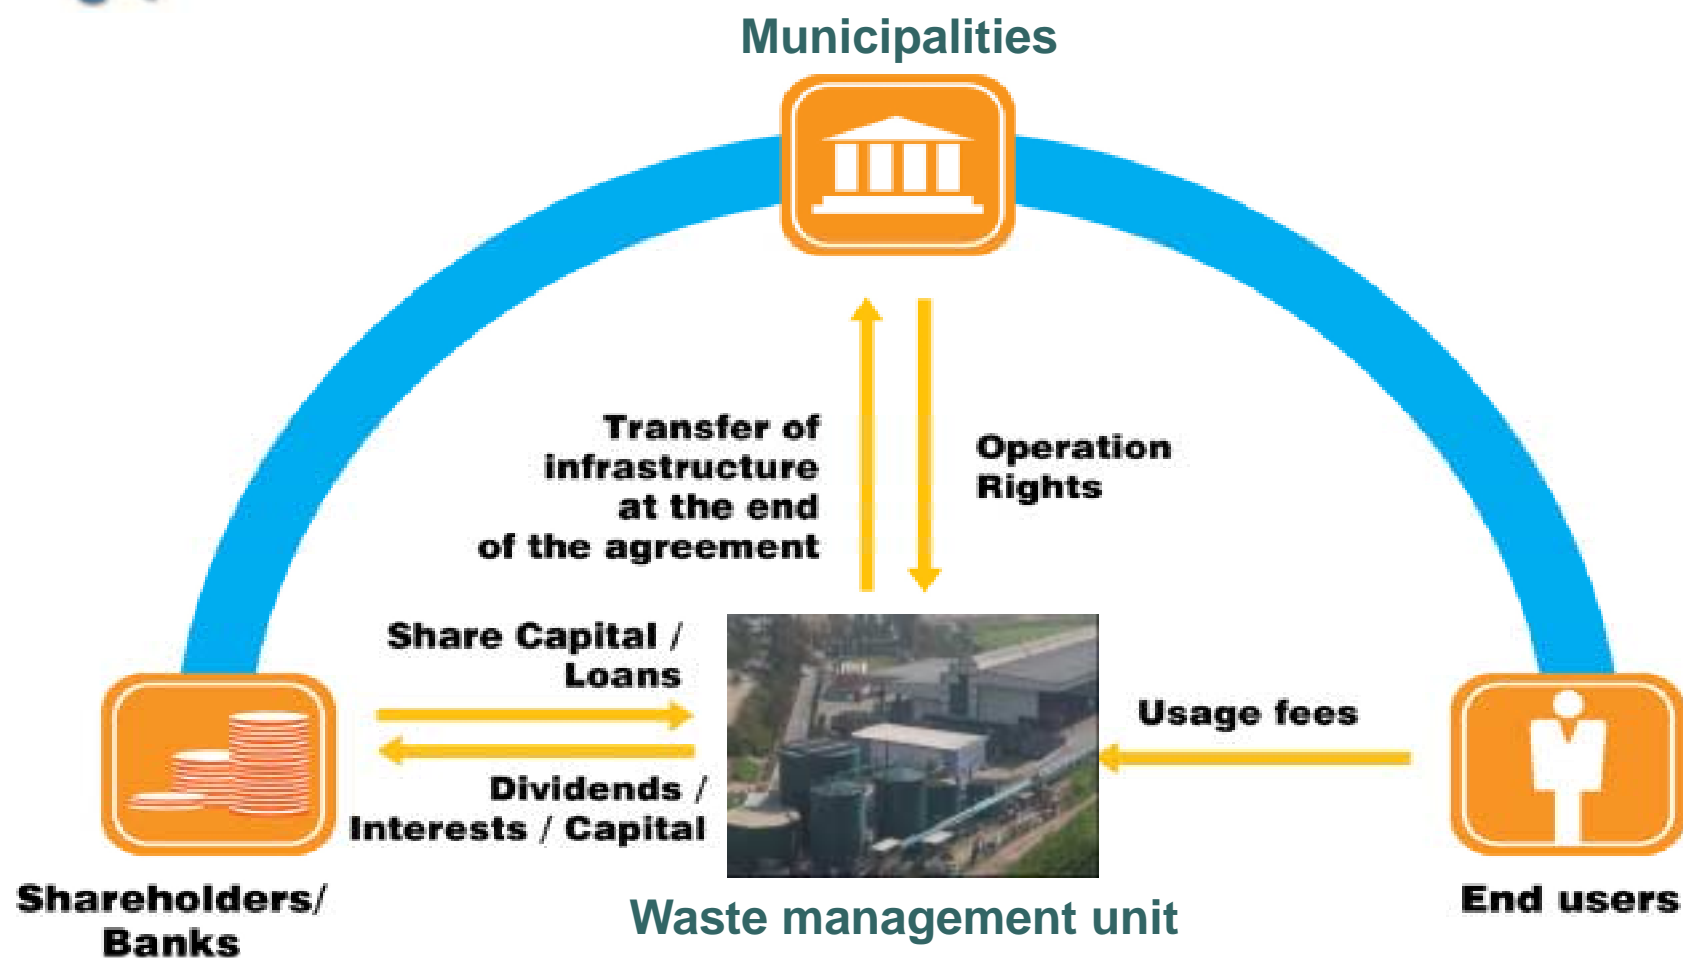 Municipalities
Transfer of
infrastructure
at the end
of the agreement
Operation
Rights
Share Capital /
Loans
Usage fees
Dividends /
Interests / Capital
Shareholders/
Banks
Waste management unit
End users